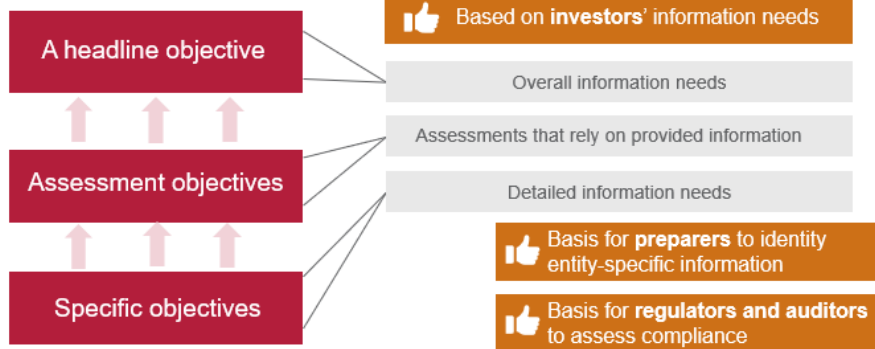 Based on investors' information needs
A headline objective
Overall information needs
Assessments that rely on provided information
Assessment objectives
Detailed information needs
Basis for preparers to identity
entity-specific information
Specific objectives
Basis for regulators and auditors
to assess compliance